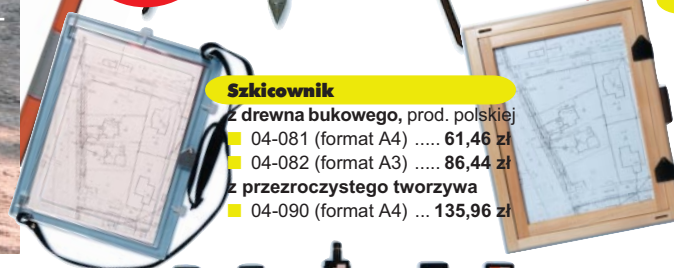 Szkicownik
z drewna bukowego, prod. polskiej
04-081 (format A4) ..... 61,46 zł
04-082 (format A3) ..... 86,44 zł
z przezroczystego tworzywa
04-090 (format A4) ... 135,96 zł